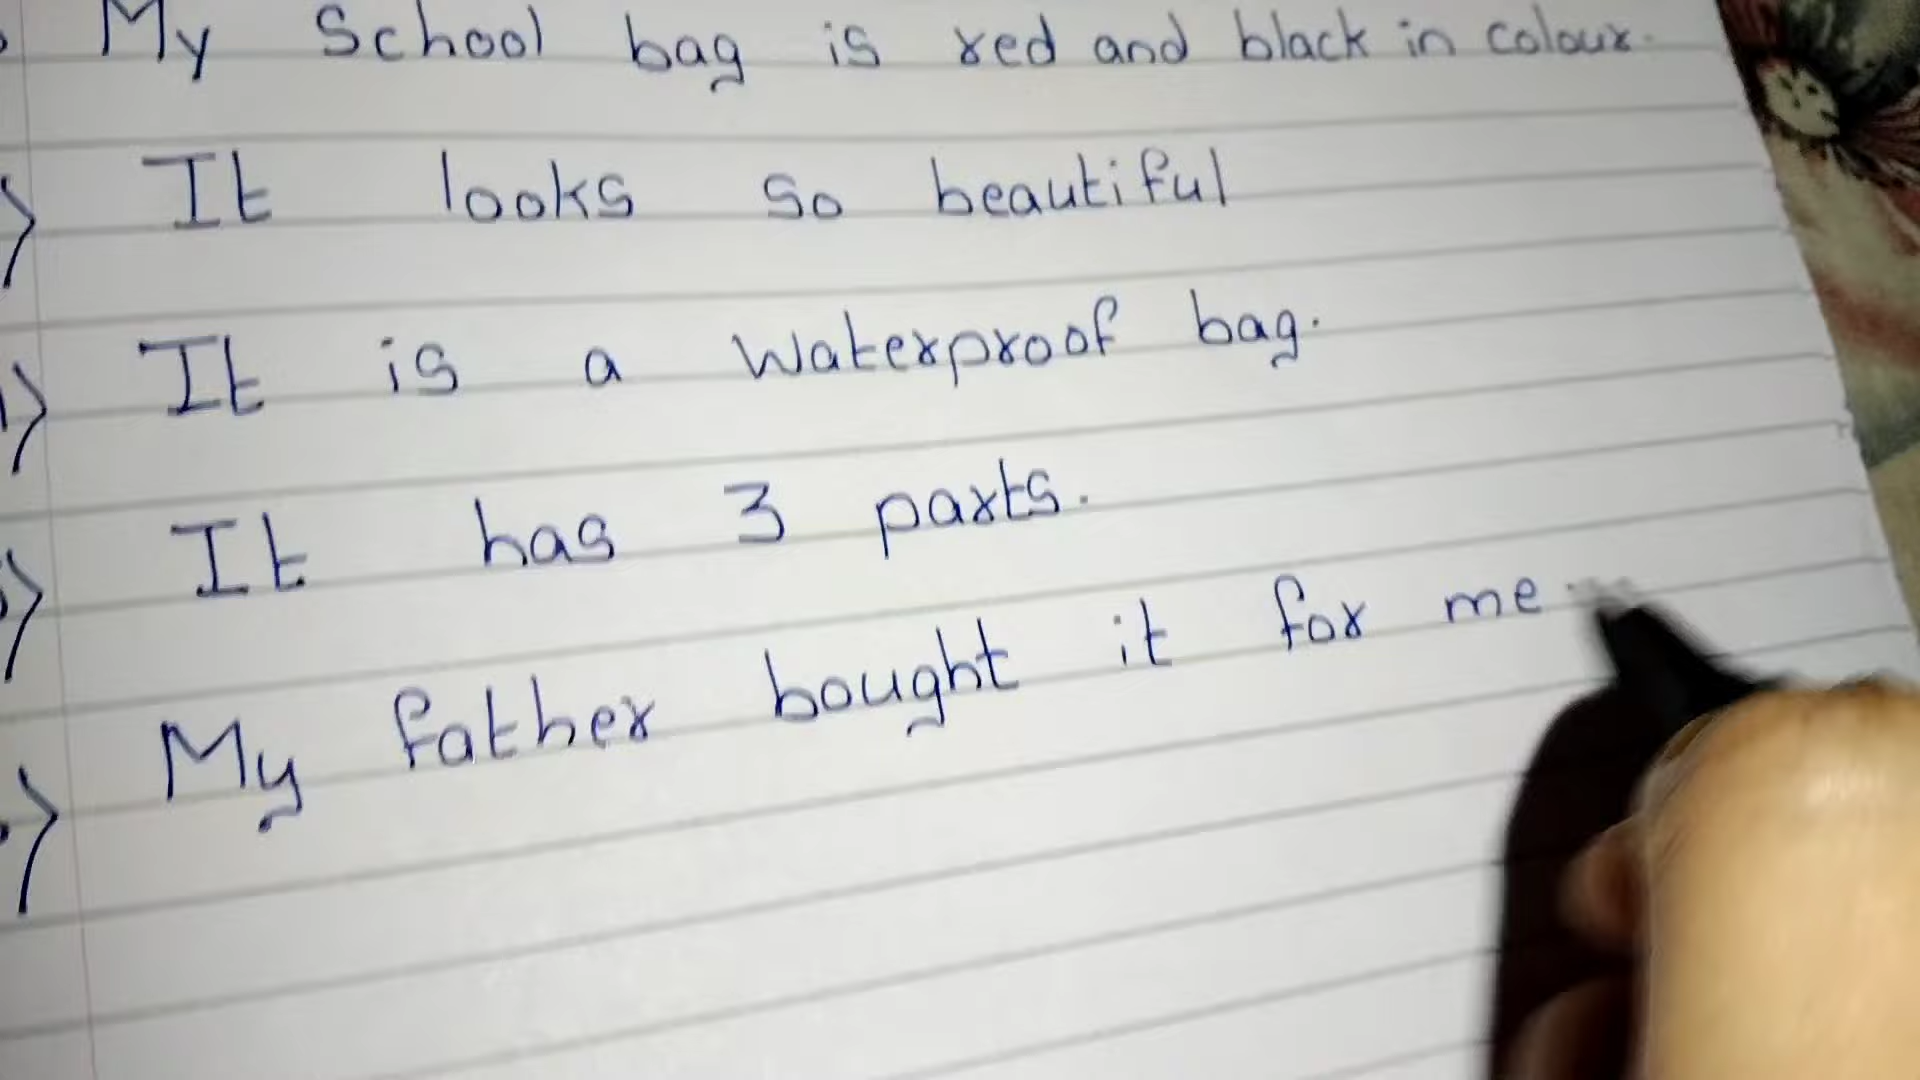 My School bag is red and black in colour.
) It looks so beautiful
) It is a Waterproof bag.
) It has 3 parts.
) My father bought it for me.